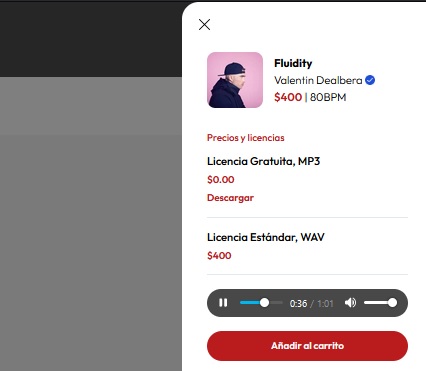 Fluidity
Valentin Dealbera
$400 | 80BPM
Precios y licencias
Licencia Gratuita, MP3
$0.00
Descargar
Licencia Estándar, WAV
$400
0:36 / 1:01
Añadir al carrito